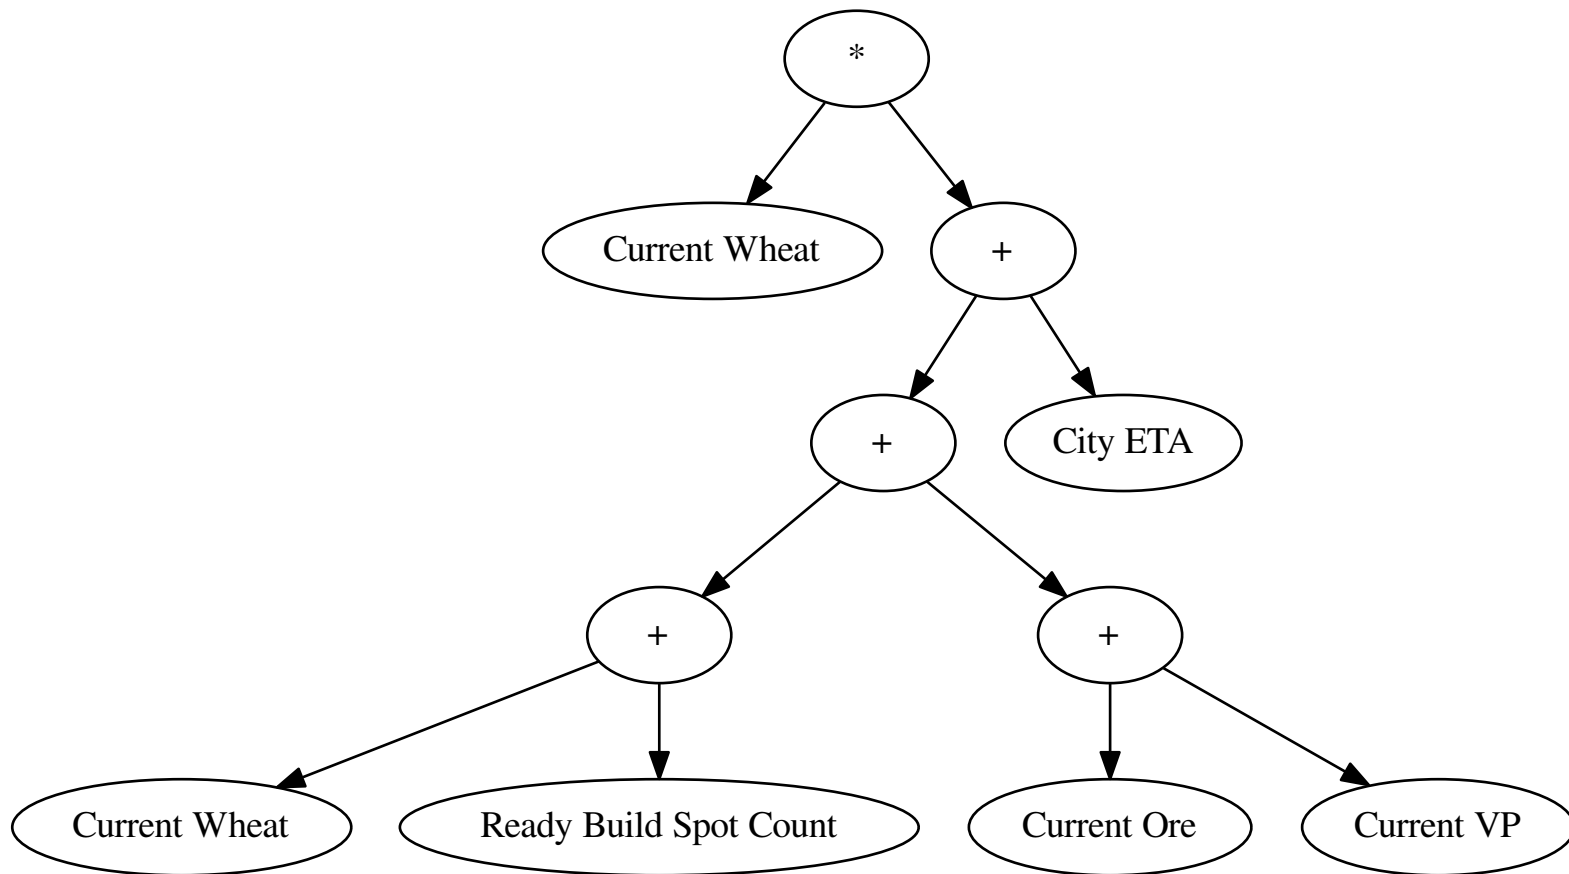 *
Current Wheat
+
+
City ETA
+
+
Current Wheat
Ready Build Spot Count
Current Ore
Current VP